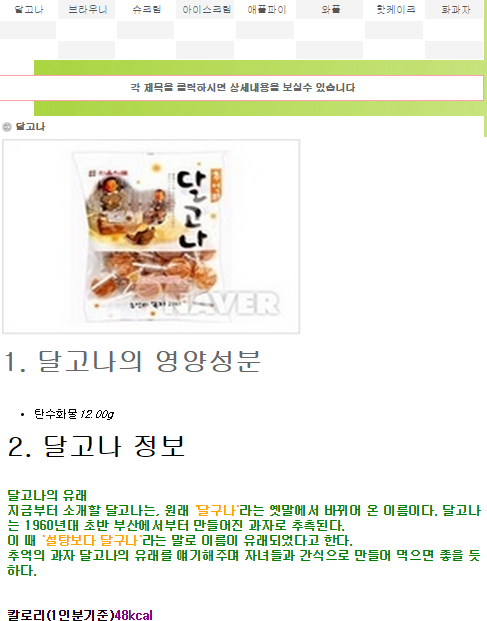 달고나 브라우니 슈크림 아이스크림 애플파이 와플 핫케이크 화과자
각 제목을 클릭하시면 상세내용을 보실수 있습니다
달고나
추억의
달고나
NAVER
1. 달고나의 영양성분
• 탄수화물 12.00g
2. 달고나 정보
달고나의 유래
지금부터 소개할 달고나는, 원래 '달구나'라는 옛말에서 바뀌어 온 이름이다. 달고나
는 1960년대 초반 부산에서부터 만들어진 과자로 추측된다.
이 때 '설탕보다 달구나'라는 말로 이름이 유래되었다고 한다.
추억의 과자 달고나의 유래를 얘기해주며 자녀들과 간식으로 만들어 먹으면 좋을 듯
하다.
칼로리(1인분기준)48kcal